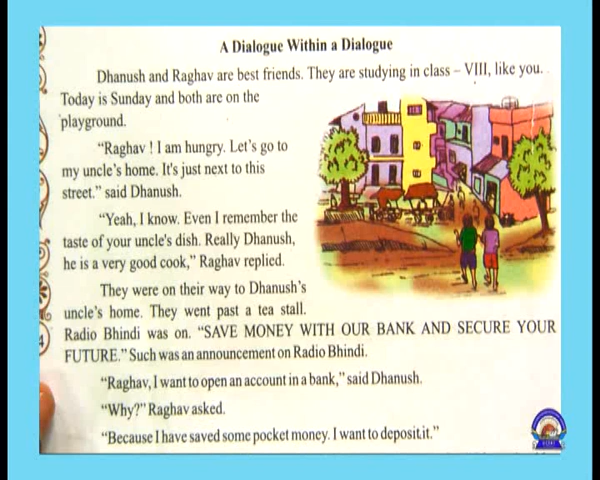 A Dialogue Within a Dialogue
Dhanush and Raghav are best friends. They are studying in class – VIII, like you.
Today is Sunday and both are on the
playground.
“Raghav ! I am hungry. Let's go to
my uncle's home. It's just next to this
street.” said Dhanush.
“Yeah, I know. Even I remember the
taste of your uncle's dish. Really Dhanush,
he is a very good cook,” Raghav replied.
They were on their way to Dhanush's
uncle's home. They went past a tea stall.
Radio Bhindi was on. “SAVE MONEY WITH OUR BANK AND SECURE YOUR
FUTURE.” Such was an announcement on Radio Bhindi.
“Raghav, I want to open an account in a bank,” said Dhanush.
“Why?” Raghav asked.
“Because I have saved some pocket money. I want to deposit.it.”